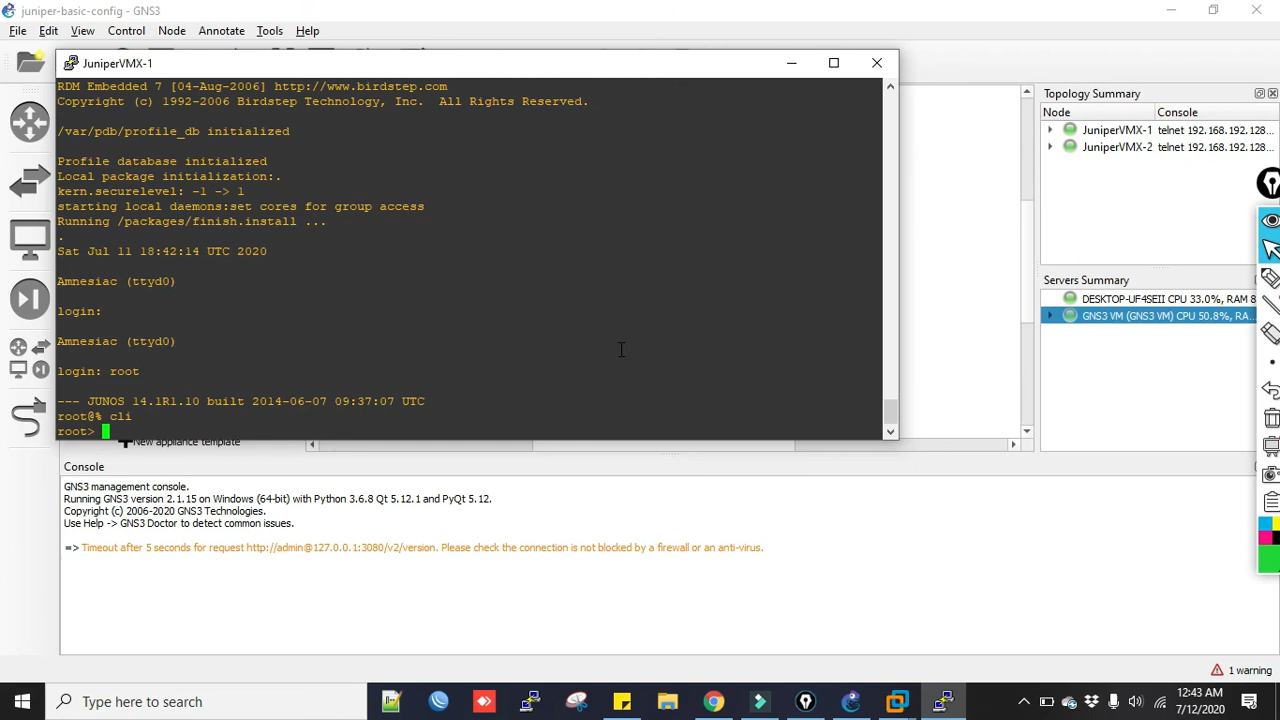 juniper-basic-config - GNS3
File Edit View Control Node Annotate Tools Help
JuniperVMX-1
RDM Embedded 7 [04-Aug-2006] http://www.birdstep.com
Copyright (c) 1992-2006 Birdstep Technology, Inc.  All Rights Reserved.
/var/pdb/profile_db initialized
Profile database initialized
Local package initialization:.
kern.securelevel: -1 -> 1
starting local daemons:set cores for group access
Running /packages/finish.install ...
.
Sat Jul 11 18:42:14 UTC 2020
Amnesiac (ttyd0)
login:
Amnesiac (ttyd0)
login: root
--- JUNOS 14.1R1.10 built 2014-06-07 09:37:07 UTC
root@% cli
root>
New appliance template
Topology Summary
Node Console
JuniperVMX-1 telnet 192.168.192.128...
JuniperVMX-2 telnet 192.168.192.128...
Servers Summary
DESKTOP-UF4SEII CPU 33.0%, RAM 8
GNS3 VM (GNS3 VM) CPU 50.8%, RA...
Console
GNS3 management console.
Running GNS3 version 2.1.15 on Windows (64-bit) with Python 3.6.8 Qt 5.12.1 and PyQt 5.12.
Copyright (c) 2006-2020 GNS3 Technologies.
Use Help -> GNS3 Doctor to detect common issues.
=> Timeout after 5 seconds for request http://admin@127.0.0.1:3080/v2/version. Please check the connection is not blocked by a firewall or an anti-virus.
1 warning
Type here to search
12:43 AM
7/12/2020